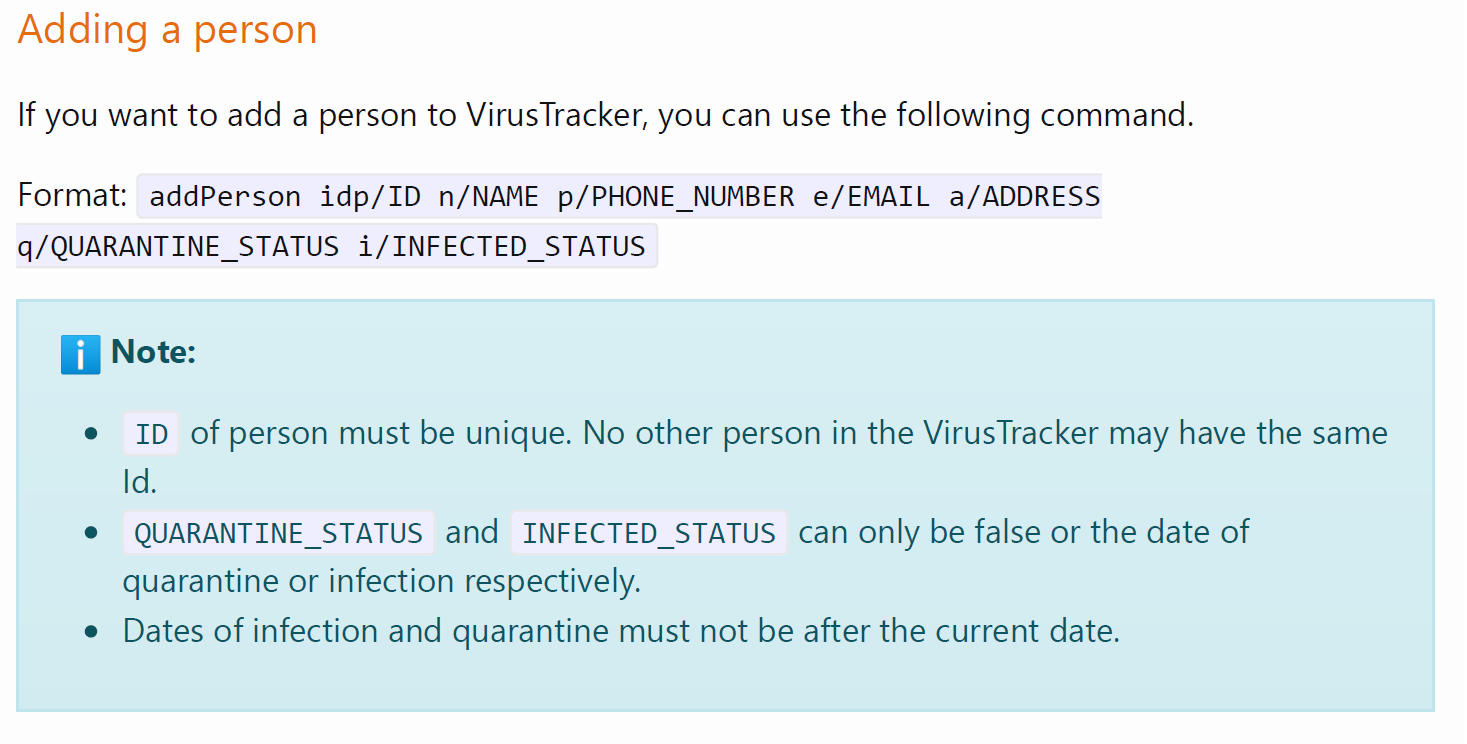 Adding a person
If you want to add a person to VirusTracker, you can use the following command.
Format: addPerson idp/ID n/NAME p/PHONE_NUMBER e/EMAIL a/ADDRESS
q/QUARANTINE_STATUS i/INFECTED_STATUS
Note:
• ID of person must be unique. No other person in the VirusTracker may have the same
Id.
• QUARANTINE_STATUS and INFECTED_STATUS can only be false or the date of
quarantine or infection respectively.
• Dates of infection and quarantine must not be after the current date.